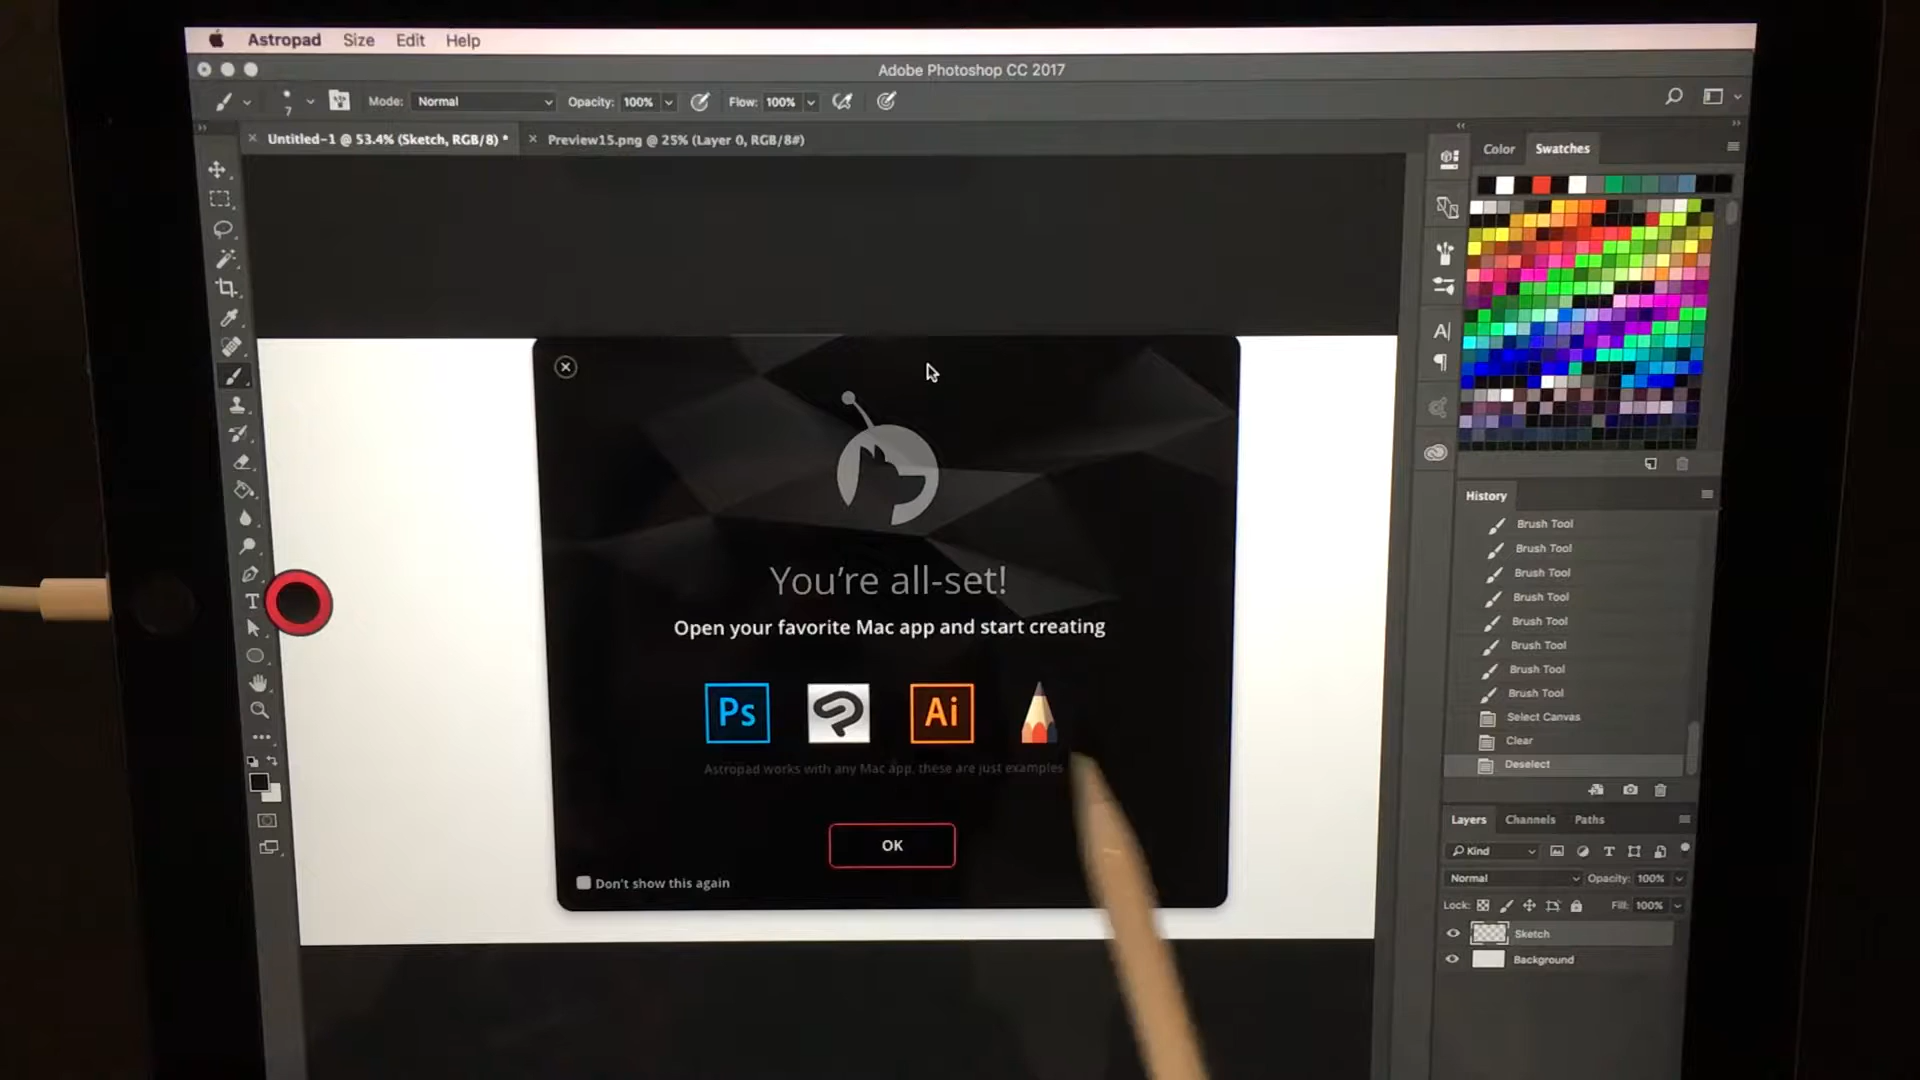 Astropad Size Edit Help
Adobe Photoshop CC 2017
7 Mode: Normal Opacity: 100% Flow: 100%
Untitled-1 @ 53.4% (Sketch, RGB/8) * Preview15.png @ 25% (Layer 0, RGB/8#)
Color Swatches
You're all-set!
Open your favorite Mac app and start creating
Ps Ai
Astropad works with any Mac app, these are just examples
OK
Don't show this again
History
Brush Tool
Brush Tool
Brush Tool
Brush Tool
Brush Tool
Brush Tool
Brush Tool
Brush Tool
Select Canvas
Clear
Deselect
Layers Channels Paths
Kind
Normal Opacity: 100%
Lock: Fill: 100%
Sketch
Background